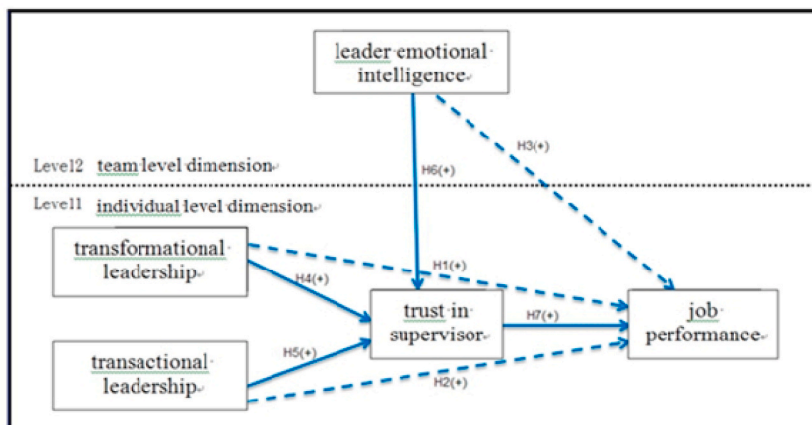 leader emotional
intelligence
H3(+)
Level2 team level dimension
H6(+)
Level1 individual level dimension
transformational
leadership
H1(+)
H4(+)
trust in
supervisor
H7(+)
job
performance
H5(+)
transactional
leadership
H2(+)